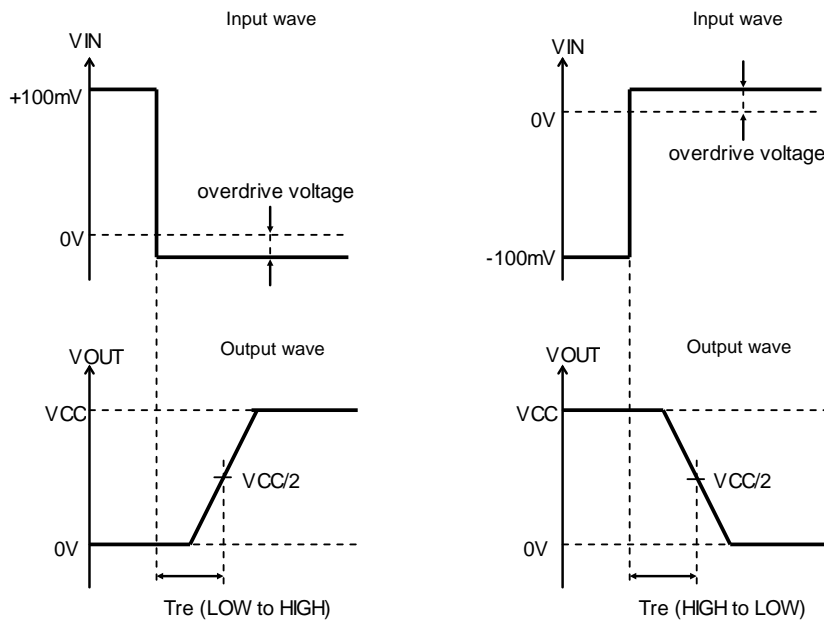 Input wave
VIN
+100mV
overdrive voltage
0V
VOUT
Output wave
VCC
VCC/2
0V
Tre (LOW to HIGH)
Input wave
VIN
0V
overdrive voltage
-100mV
Output wave
VOUT
VCC
VCC/2
0V
Tre (HIGH to LOW)